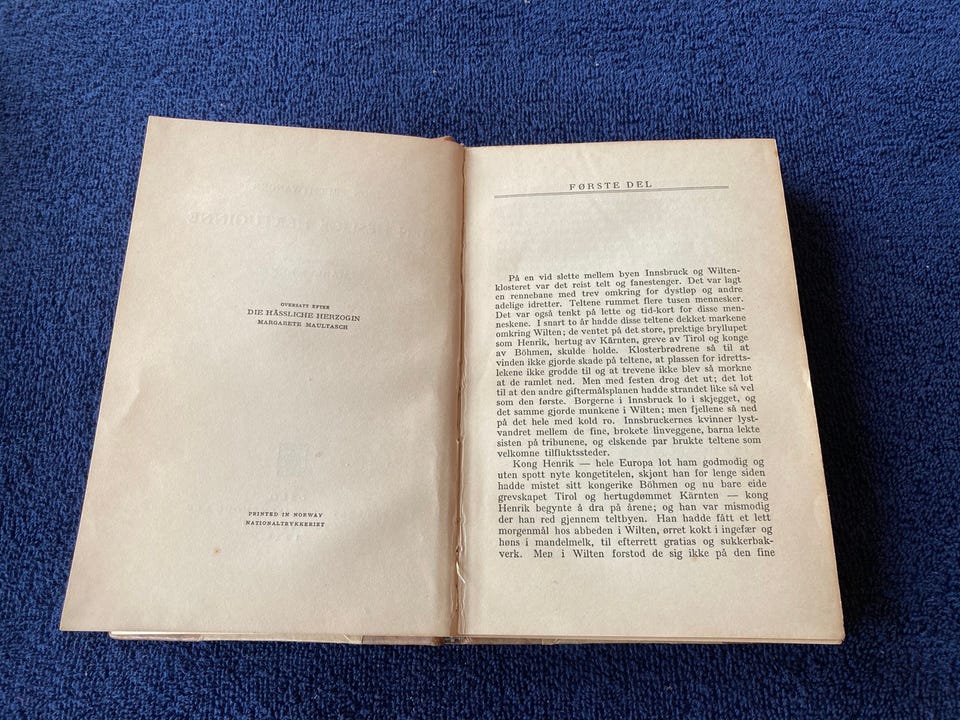 OVERSATT EFTER
DIE HÄSSLICHE HERZOGIN
MARGARETE MAULTASCH
PRINTED IN NORWAY
NATIONALTRYKKERIET
FØRSTE DEL
På en vid slette mellem byen Innsbruck og Wilten-
klosteret var det reist telt og fanestenger. Det var lagt
en rennebane med trev omkring for dystløp og andre
adelige idretter. Teltene rummet flere tusen mennesker.
Det var også tenkt på lette og tid-kort for disse men-
neskene. I snart to år hadde disse teltene dekket markene
omkring Wilten; de ventet på det store, prektige bryllupet
som Henrik, hertug av Kärnten, greve av Tirol og konge
av Böhmen, skulde holde. Klosterbrødrene så til at
vinden ikke gjorde skade på teltene, at plassen for idretts-
lekene ikke grodde til og at trevene ikke blev så morkne
at de ramlet ned. Men med festen drog det ut; det lot
til at den andre giftermålsplanen hadde strandet like så vel
som den første. Borgerne i Innsbruck lo i skjegget, og
det samme gjorde munkene i Wilten; men fjellene så ned
på det hele med kold ro. Innsbruckernes kvinner lyst-
vandret mellem de fine, brokete linveggene, barna lekte
sisten på tribunene, og elskende par brukte teltene som
velkomne tilfluktssteder.
Kong Henrik — hele Europa lot ham godmodig og
uten spott nyte kongetitelen, skjønt han for lenge siden
hadde mistet sitt kongerike Böhmen og nu bare eide
grevskapet Tirol og hertugdømmet Kärnten — kong
Henrik begynte å dra på årene; og han var mismodig
der han red gjennem teltbyen. Han hadde fått et lett
morgenmål hos abbeden i Wilten, ørret kokt i ingefær og
høns i mandelmelk, til efterrett gratias og sukkerbak-
verk. Men i Wilten forstod de sig ikke på den fine